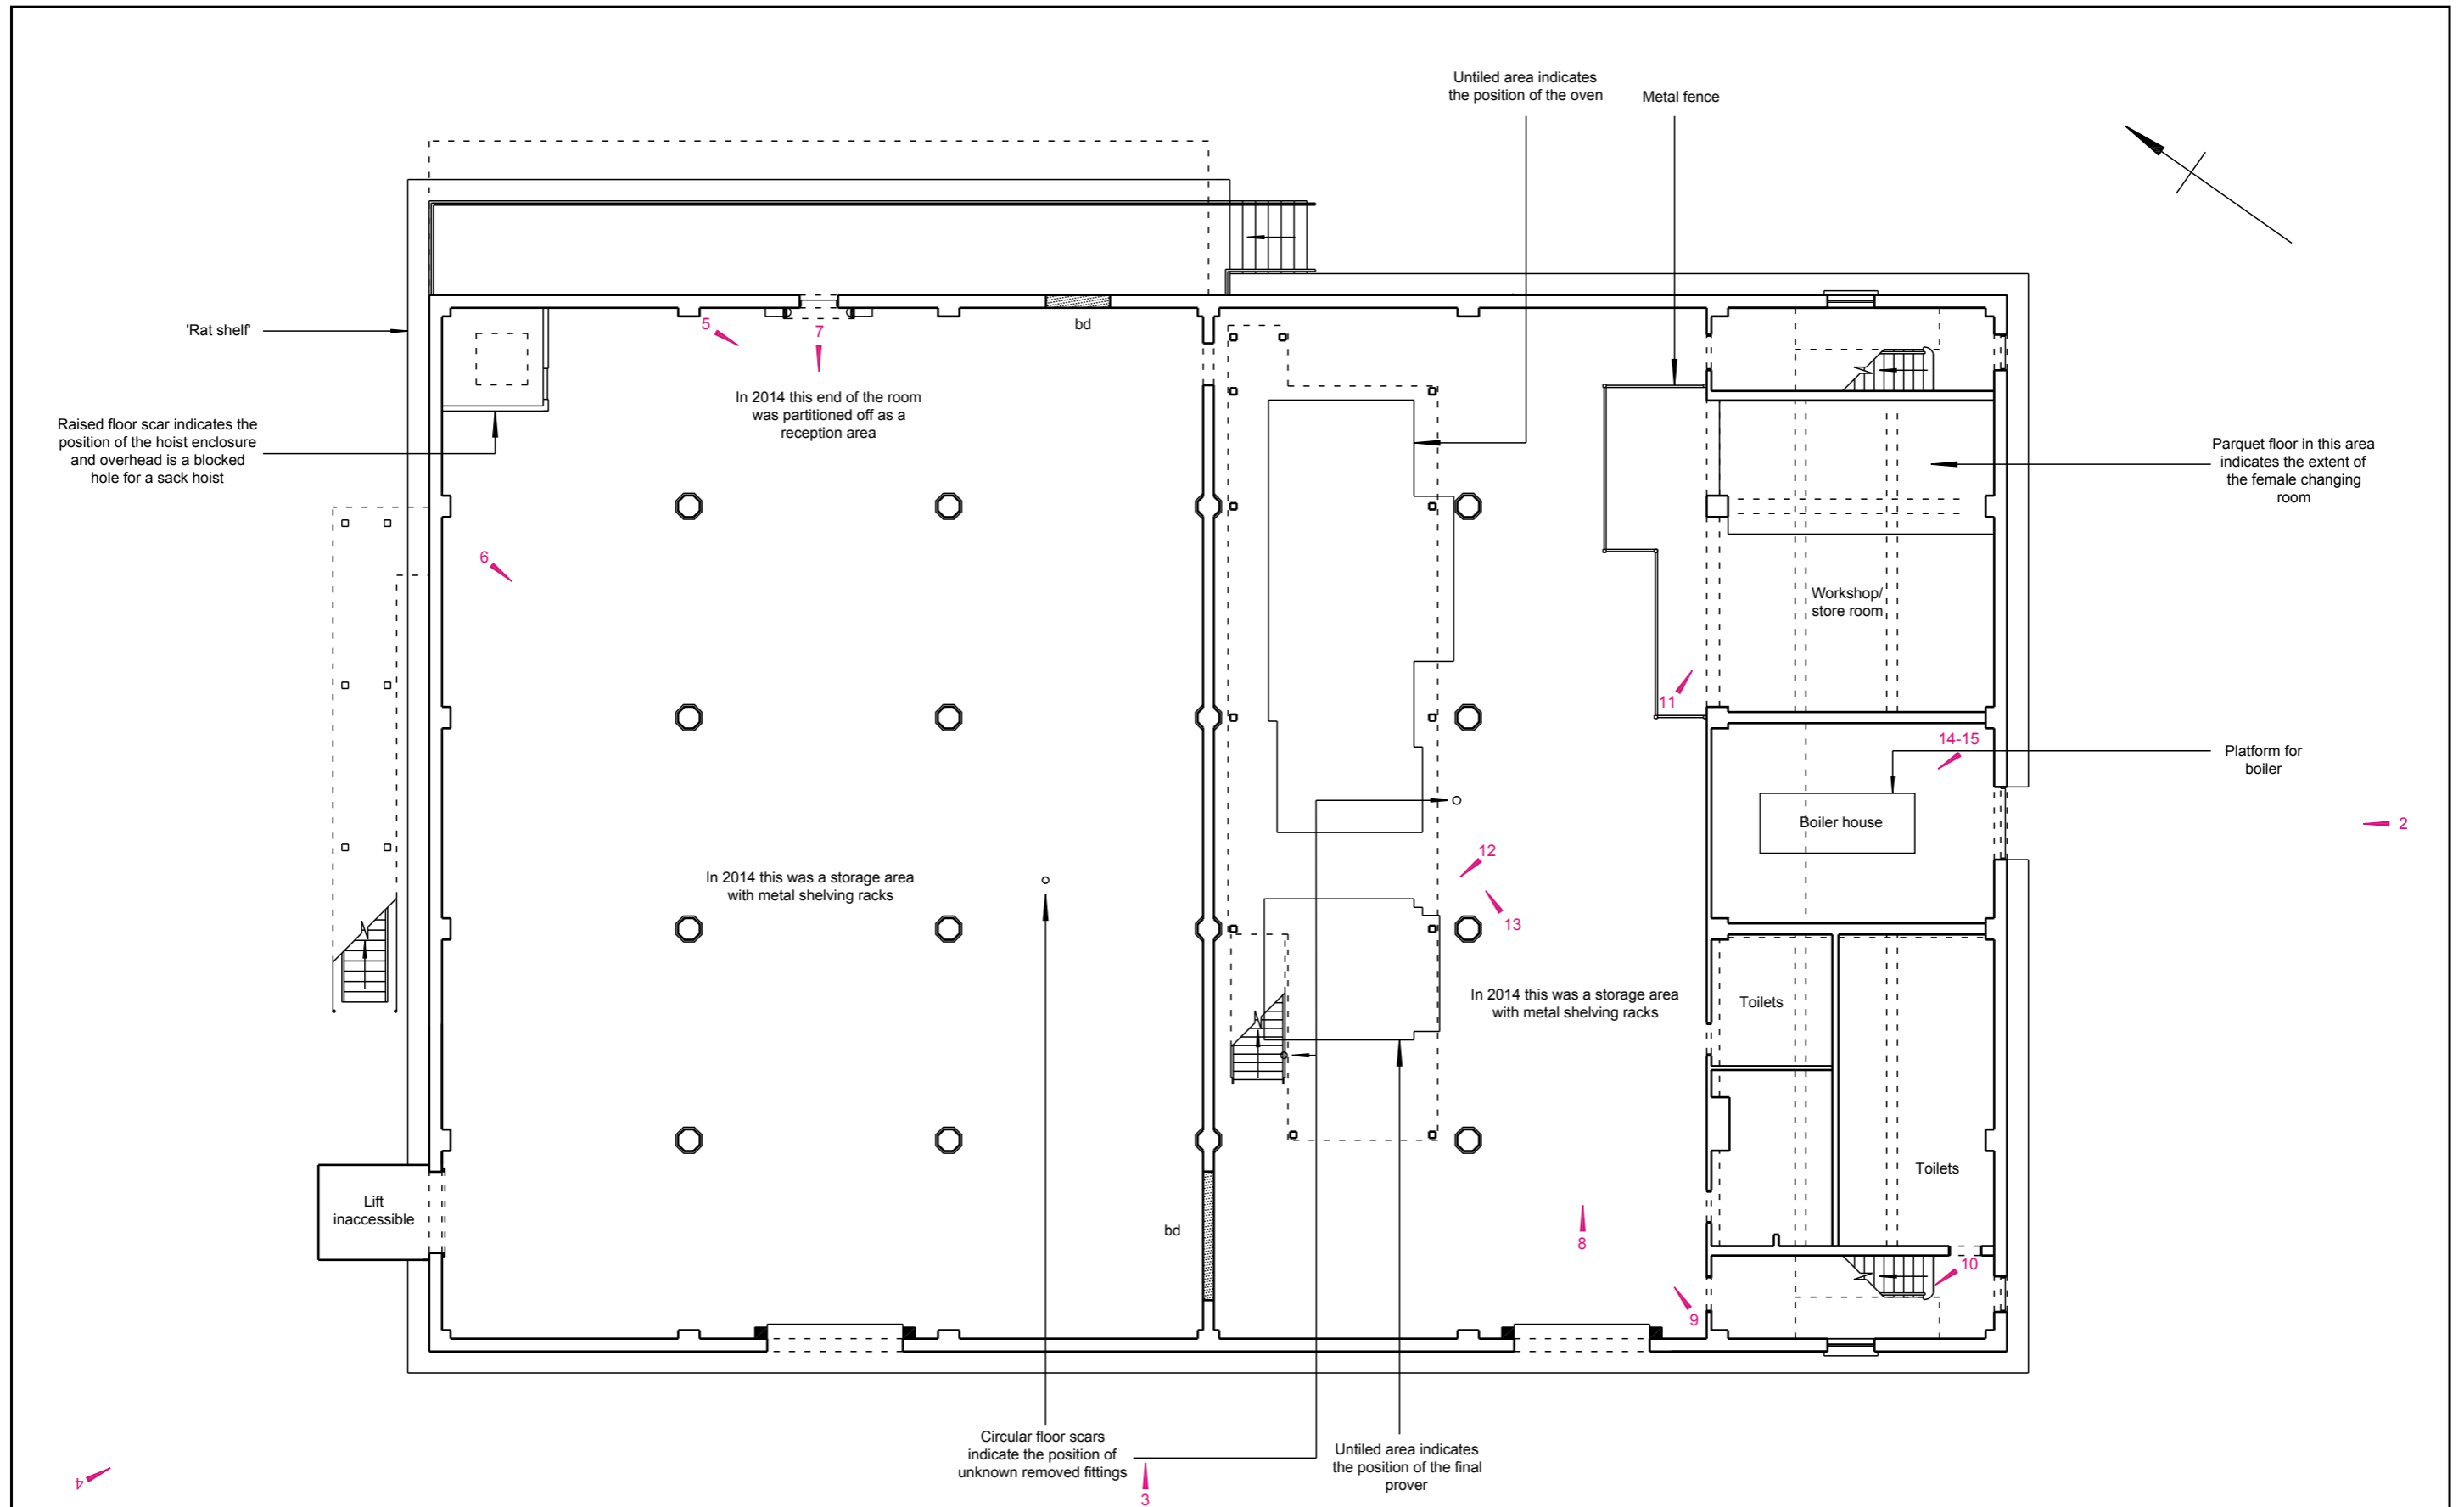 Untiled area indicates
the position of the oven
Metal fence
'Rat shelf'
5
7
bd
In 2014 this end of the room
was partitioned off as a
reception area
Raised floor scar indicates the
position of the hoist enclosure
and overhead is a blocked
hole for a sack hoist
Parquet floor in this area
indicates the extent of
the female changing
room
6
Workshop/
store room
11
14-15
Platform for
boiler
Boiler house
2
12
In 2014 this was a storage area
with metal shelving racks
13
In 2014 this was a storage area
with metal shelving racks
Toilets
Toilets
Lift
inaccessible
bd
8
10
9
Circular floor scars
indicate the position of
unknown removed fittings
Untiled area indicates
the position of the final
prover
4
3